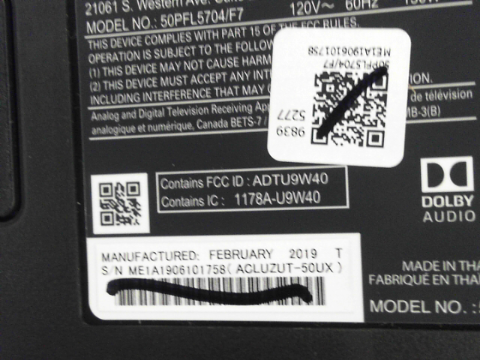 21061 S. Western Ave.
MODEL NO. : 50PFL5704/F7 120V~ 60Hz
THIS DEVICE COMPLIES WITH PART 15 OF THE FCC RULES.
OPERATION IS SUBJECT TO THE FOLLOW
(1) THIS DEVICE MAY NOT CAUSE HARM
(2) THIS DEVICE MUST ACCEPT ANY
INCLUDING INTERFERENCE THAT MAY
Analog and Digital Television Receiving App
de télévision
analogique et numérique, Canada BETS-7 /
MB-3(B)
ME1A1906101758
50PFL5704/F7
9839
5277
Contains FCC ID : ADTU9W40
Contains IC : 1178A-U9W40
DOLBY
AUDIO
MANUFACTURED: FEBRUARY 2019 T
S/N ME1A1906101758( ACLUZUT-50UX )
MADE IN THA
FABRIQUÉ EN THA
MODEL NO. :5